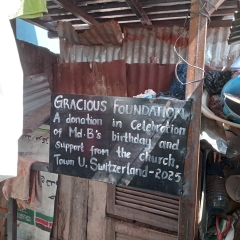 GRACIOUS FOUNDATION
A donation in Celebration
of Md.B's birthday and
support from the church,
Town U, Switzerland-2025